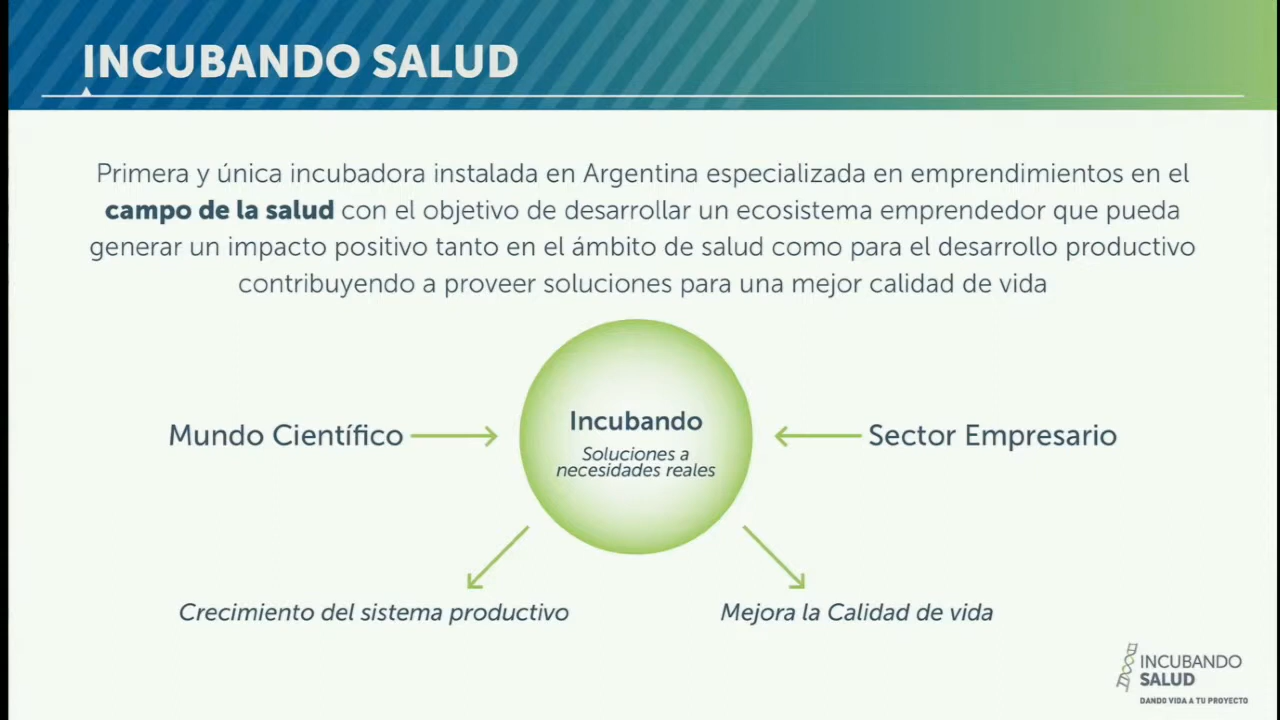 INCUBANDO SALUD
Primera y única incubadora instalada en Argentina especializada en emprendimientos en el
campo de la salud con el objetivo de desarrollar un ecosistema emprendedor que pueda
generar un impacto positivo tanto en el ámbito de salud como para el desarrollo productivo
contribuyendo a proveer soluciones para una mejor calidad de vida
Mundo Científico
Incubando
Soluciones a
necesidades reales
Sector Empresario
Crecimiento del sistema productivo
Mejora la Calidad de vida
INCUBANDO
SALUD
DANDO VIDA A TU PROYECTO